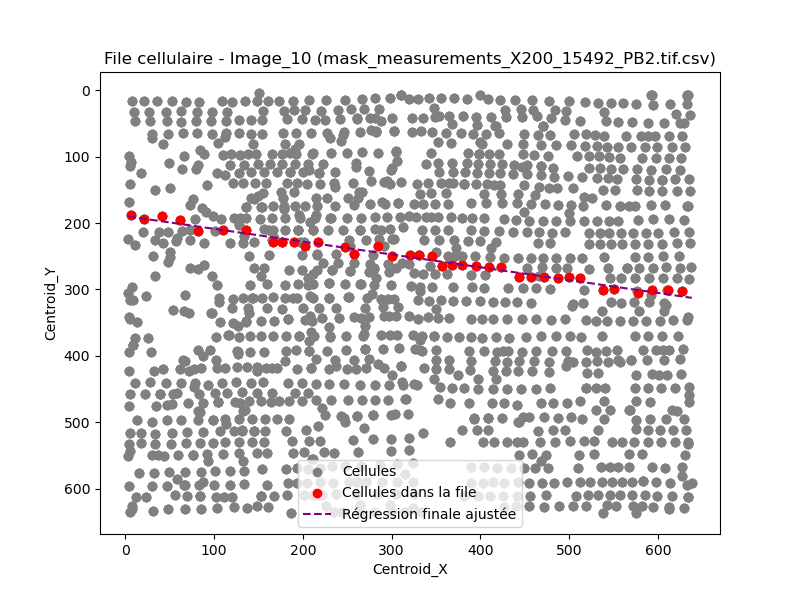 File cellulaire - Image_10 (mask_measurements_X200_15492_PB2.tif.csv)
0
100
200
300
400
500
600
Centroid_Y
Cellules
Cellules dans la file
Régression finale ajustée
0 100 200 300 400 500 600
Centroid_X